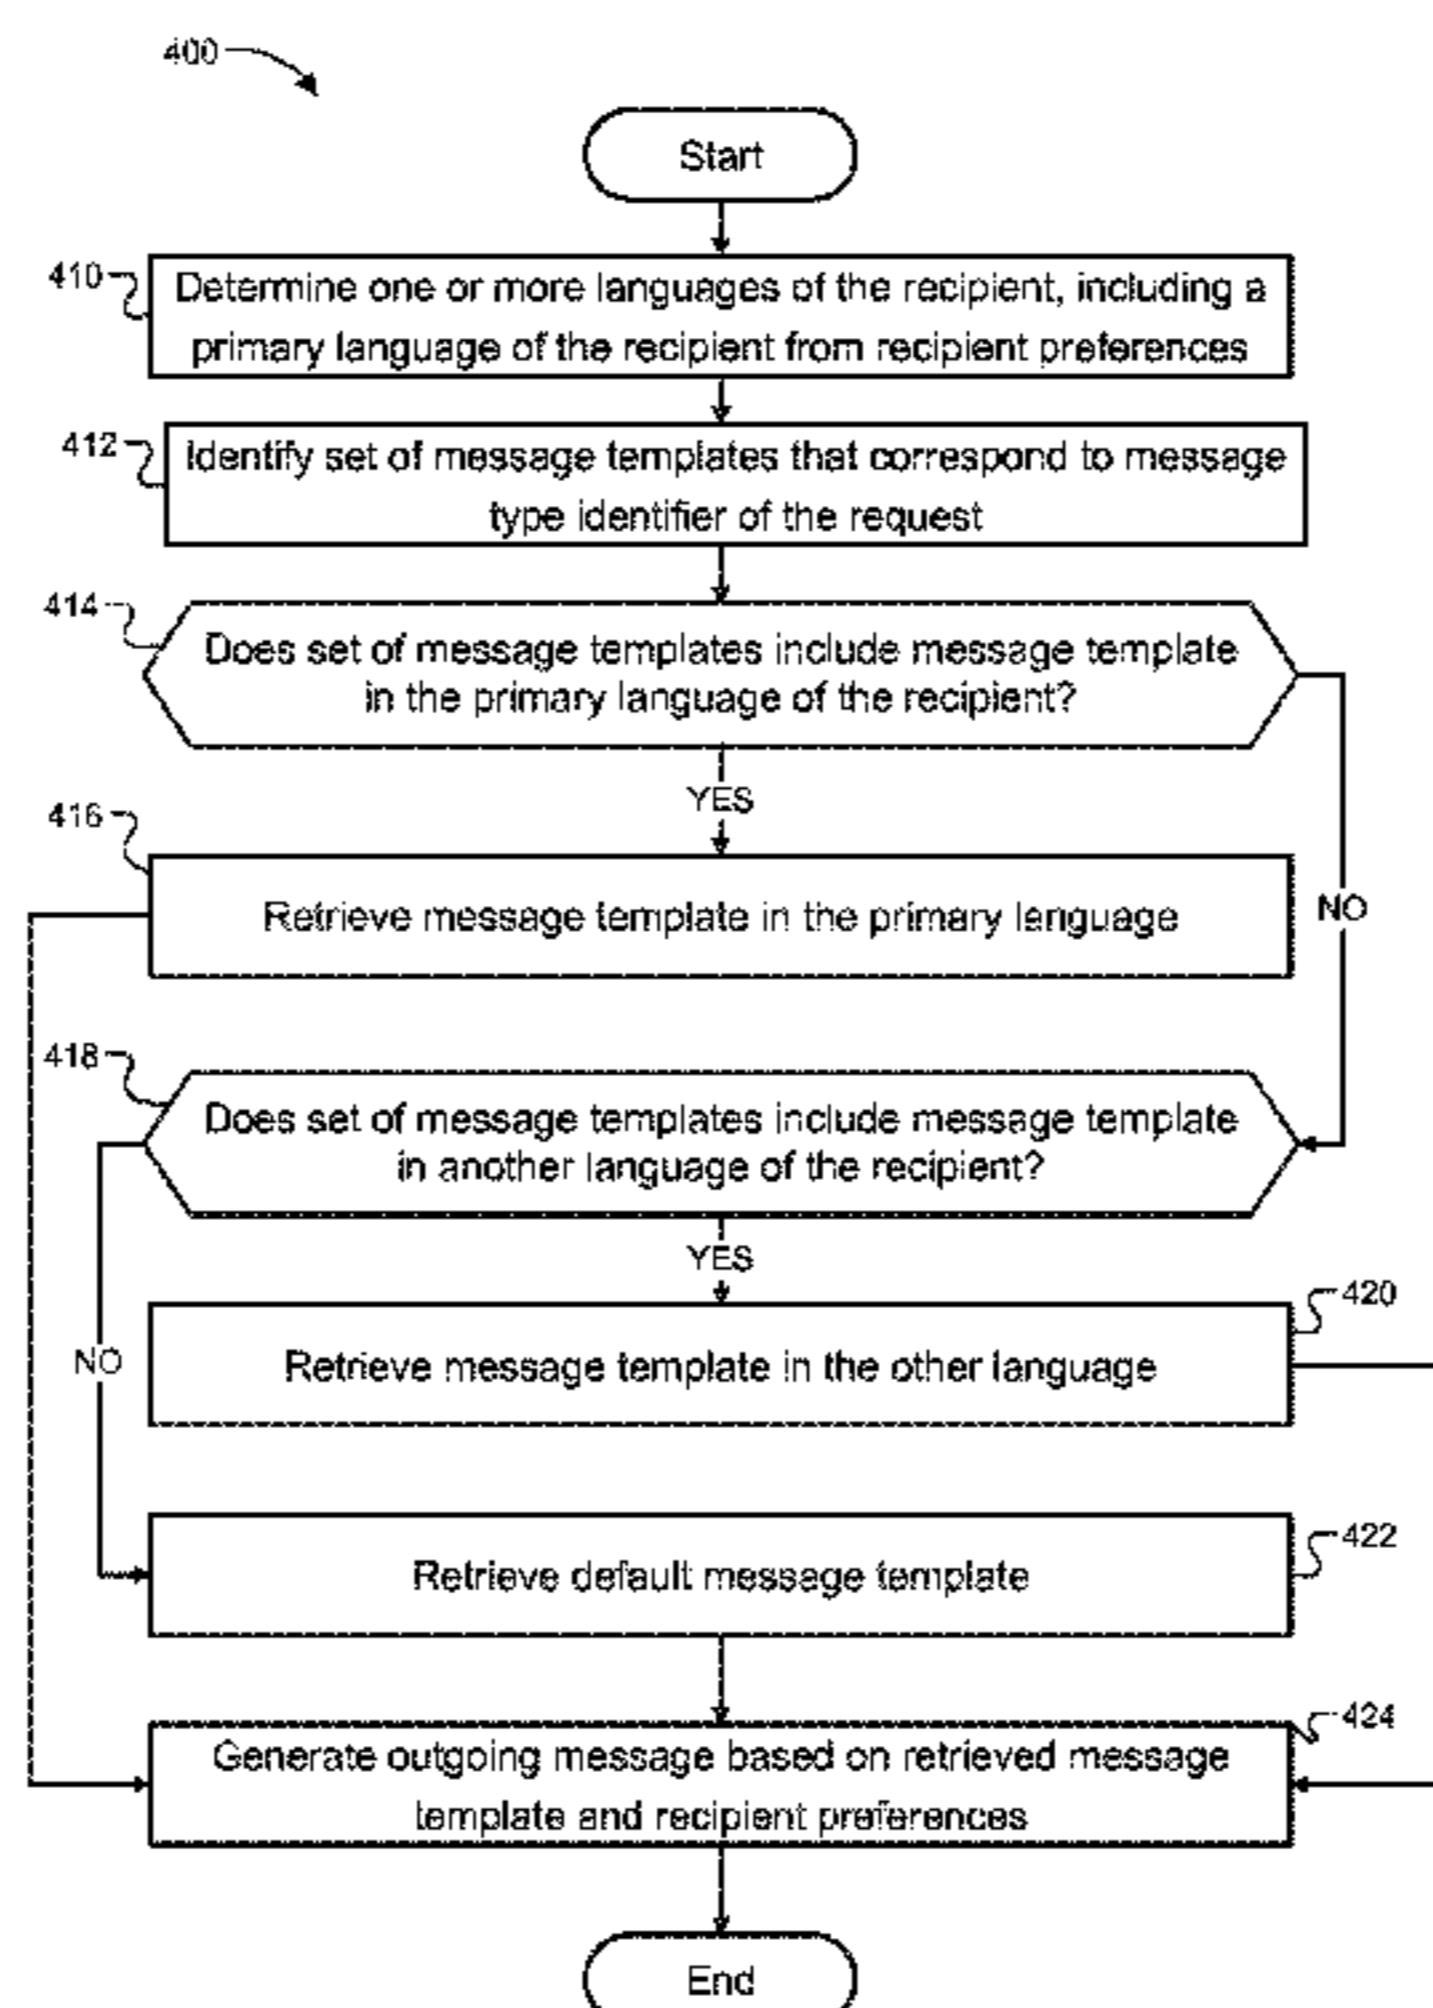 400
Start
410
Determine one or more languages of the recipient, including a
primary language of the recipient from recipient preferences
412
Identify set of message templates that correspond to message
type identifier of the request
414
Does set of message templates include message template
in the primary language of the recipient?
YES
416
Retrieve message template in the primary language
NO
418
Does set of message templates include message template
in another language of the recipient?
YES
420
Retrieve message template in the other language
NO
422
Retrieve default message template
424
Generate outgoing message based on retrieved message
template and recipient preferences
End